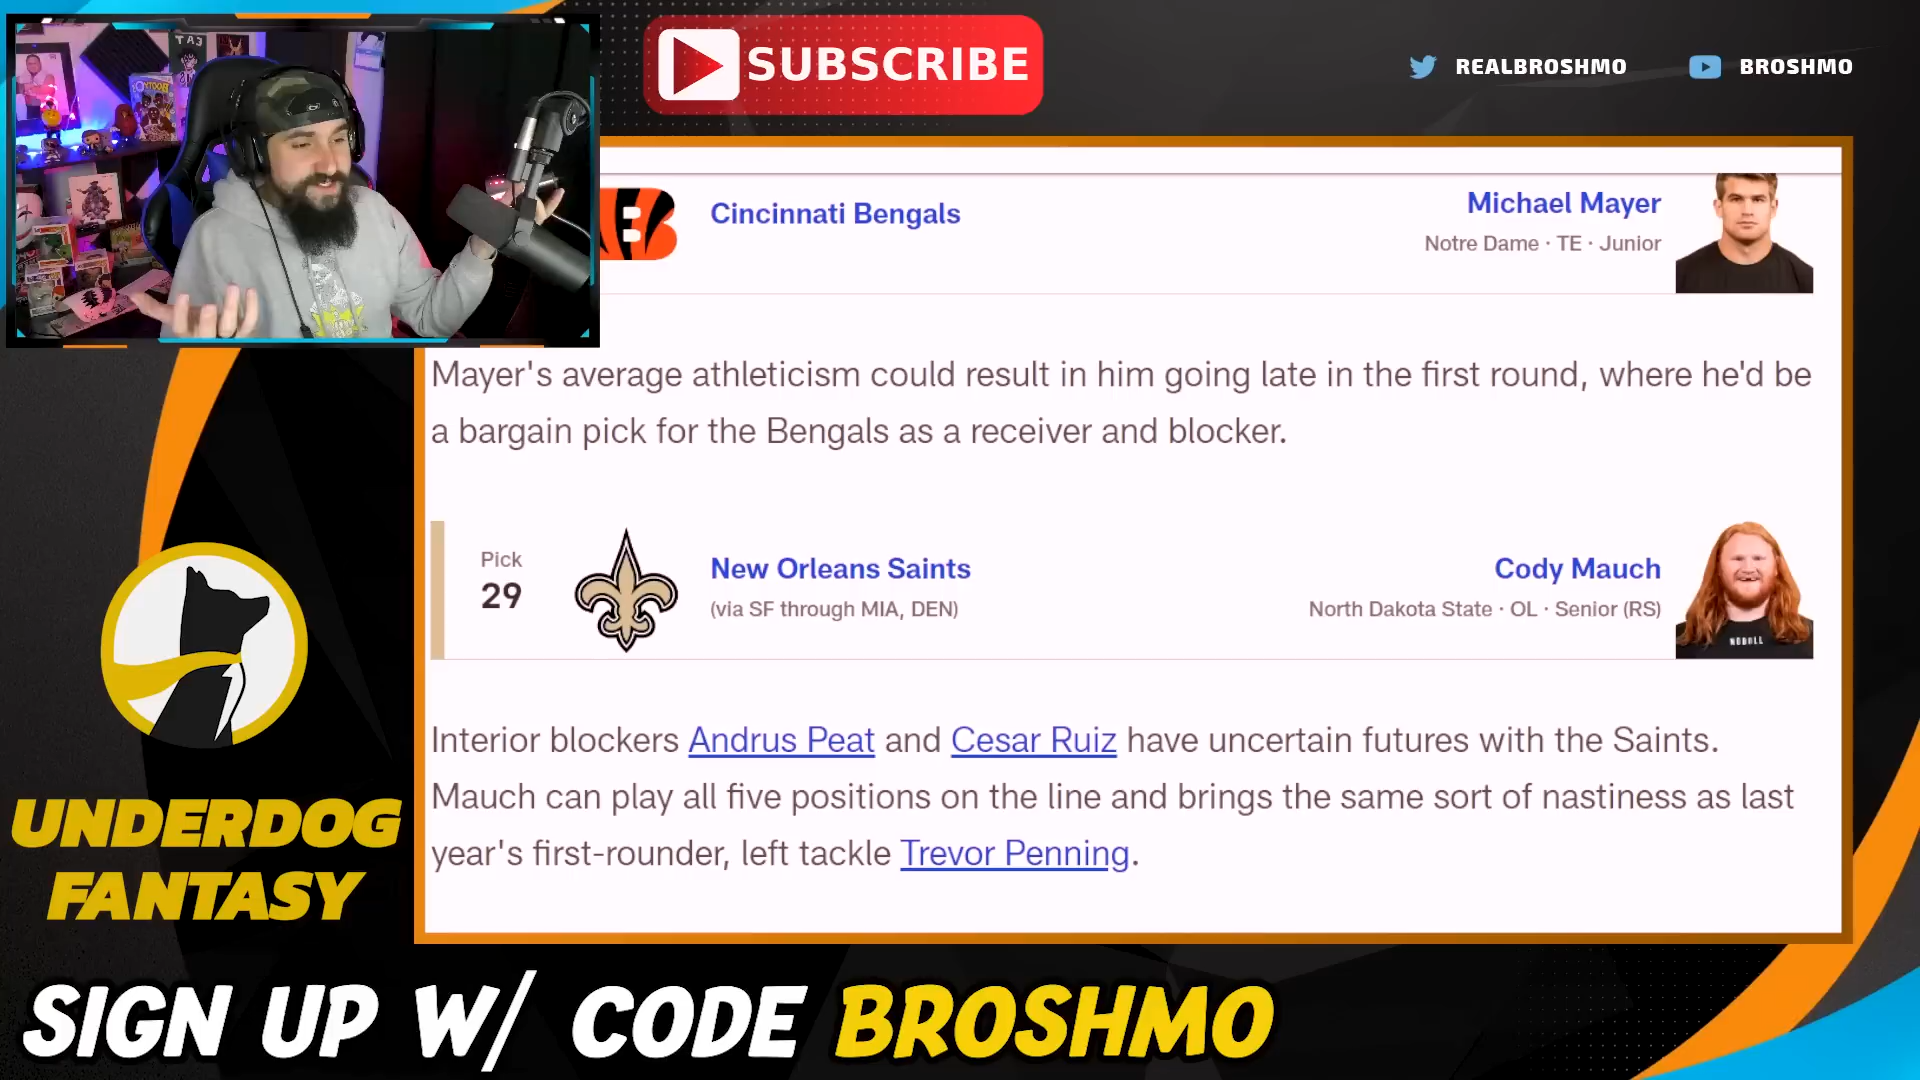 SUBSCRIBE
REALBROSHMO
BROSHMO
TA3
Cincinnati Bengals
Michael Mayer
Notre Dame · TE · Junior
Mayer's average athleticism could result in him going late in the first round, where he'd be
a bargain pick for the Bengals as a receiver and blocker.
Pick
29
New Orleans Saints
(via SF through MIA, DEN)
Cody Mauch
North Dakota State · OL · Senior (RS)
NOBULL
Interior blockers Andrus Peat and Cesar Ruiz have uncertain futures with the Saints.
Mauch can play all five positions on the line and brings the same sort of nastiness as last
year's first-rounder, left tackle Trevor Penning.
UNDERDOG
FANTASY
SIGN UP W/ CODE BROSHMO